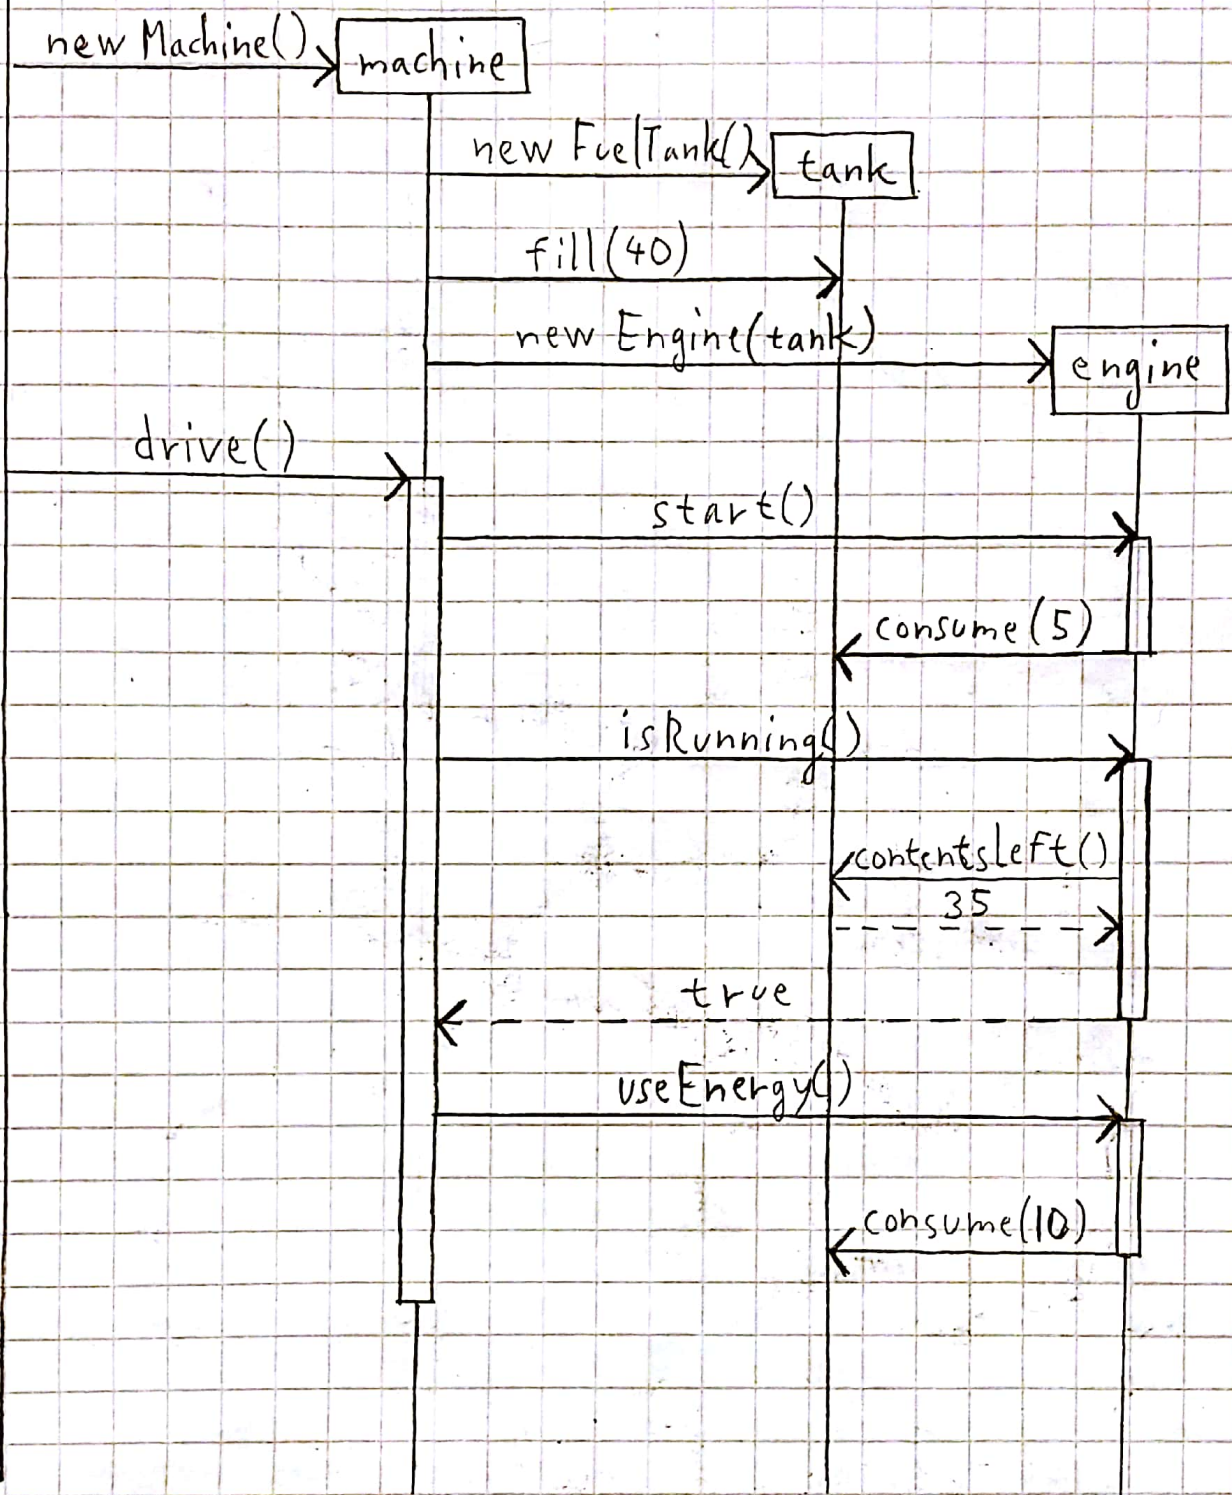 new Machine()
machine
new FuelTank()
tank
fill(40)
new Engine(tank)
engine
drive()
start()
consume(5)
isRunning()
contentsLeft()
35
true
useEnergy()
consume(10)